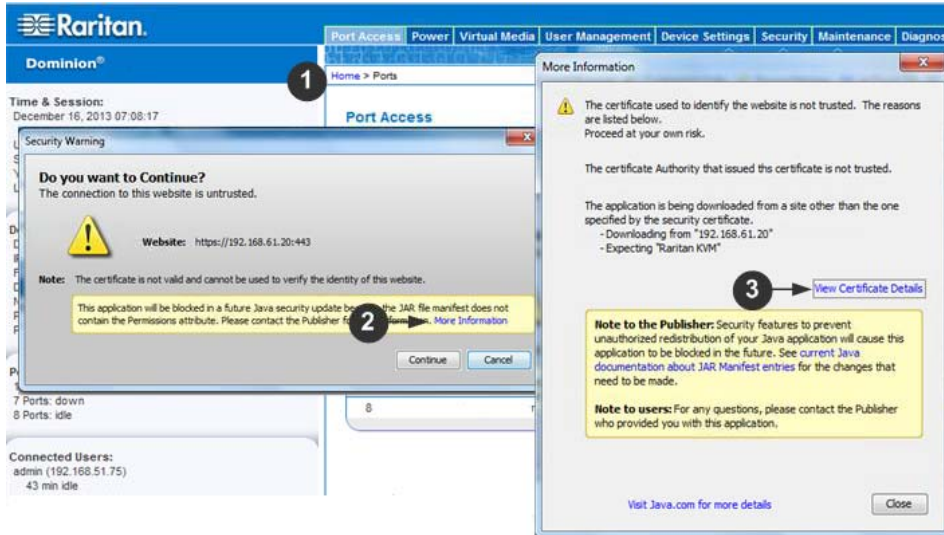 Raritan.
Dominion®
Port Access Power Virtual Media User Management Device Settings Security Maintenance
1
Home > Ports
Port Access
Time & Session:
December 16, 2013 07:08:17
Security Warning
Do you want to Continue?
The connection to this website is untrusted.
Website: https://192.168.61.20:443
Note: The certificate is not valid and cannot be used to verify the identity of this website.
This application will be blocked in a future Java security update the JAR file manifest does not
contain the Permissions attribute. Please contact the Publisher More Information
2
Continue
Cancel
7 Ports: down
8 Ports: idle
8
Connected Users:
admin (192.168.51.75)
43 min idle
More Information
The certificate used to identify the website is not trusted. The reasons
are listed below.
Proceed at your own risk.
The certificate Authority that issued ths certificate is not trusted.
The application is being downloaded from a site other than the one
specified by the security certificate.
- Downloading from "192.168.61.20"
- Expecting "Raritan KVM"
3
View Certificate Details
Note to the Publisher: Security features to prevent
unauthorized redistribution of your Java application will cause this
application to be blocked in the future. See current Java
documentation about JAR Manifest entries for the changes that
need to be made.
Note to users: For any questions, please contact the Publisher
who provided you with this application.
Visit Java.com for more details
Close